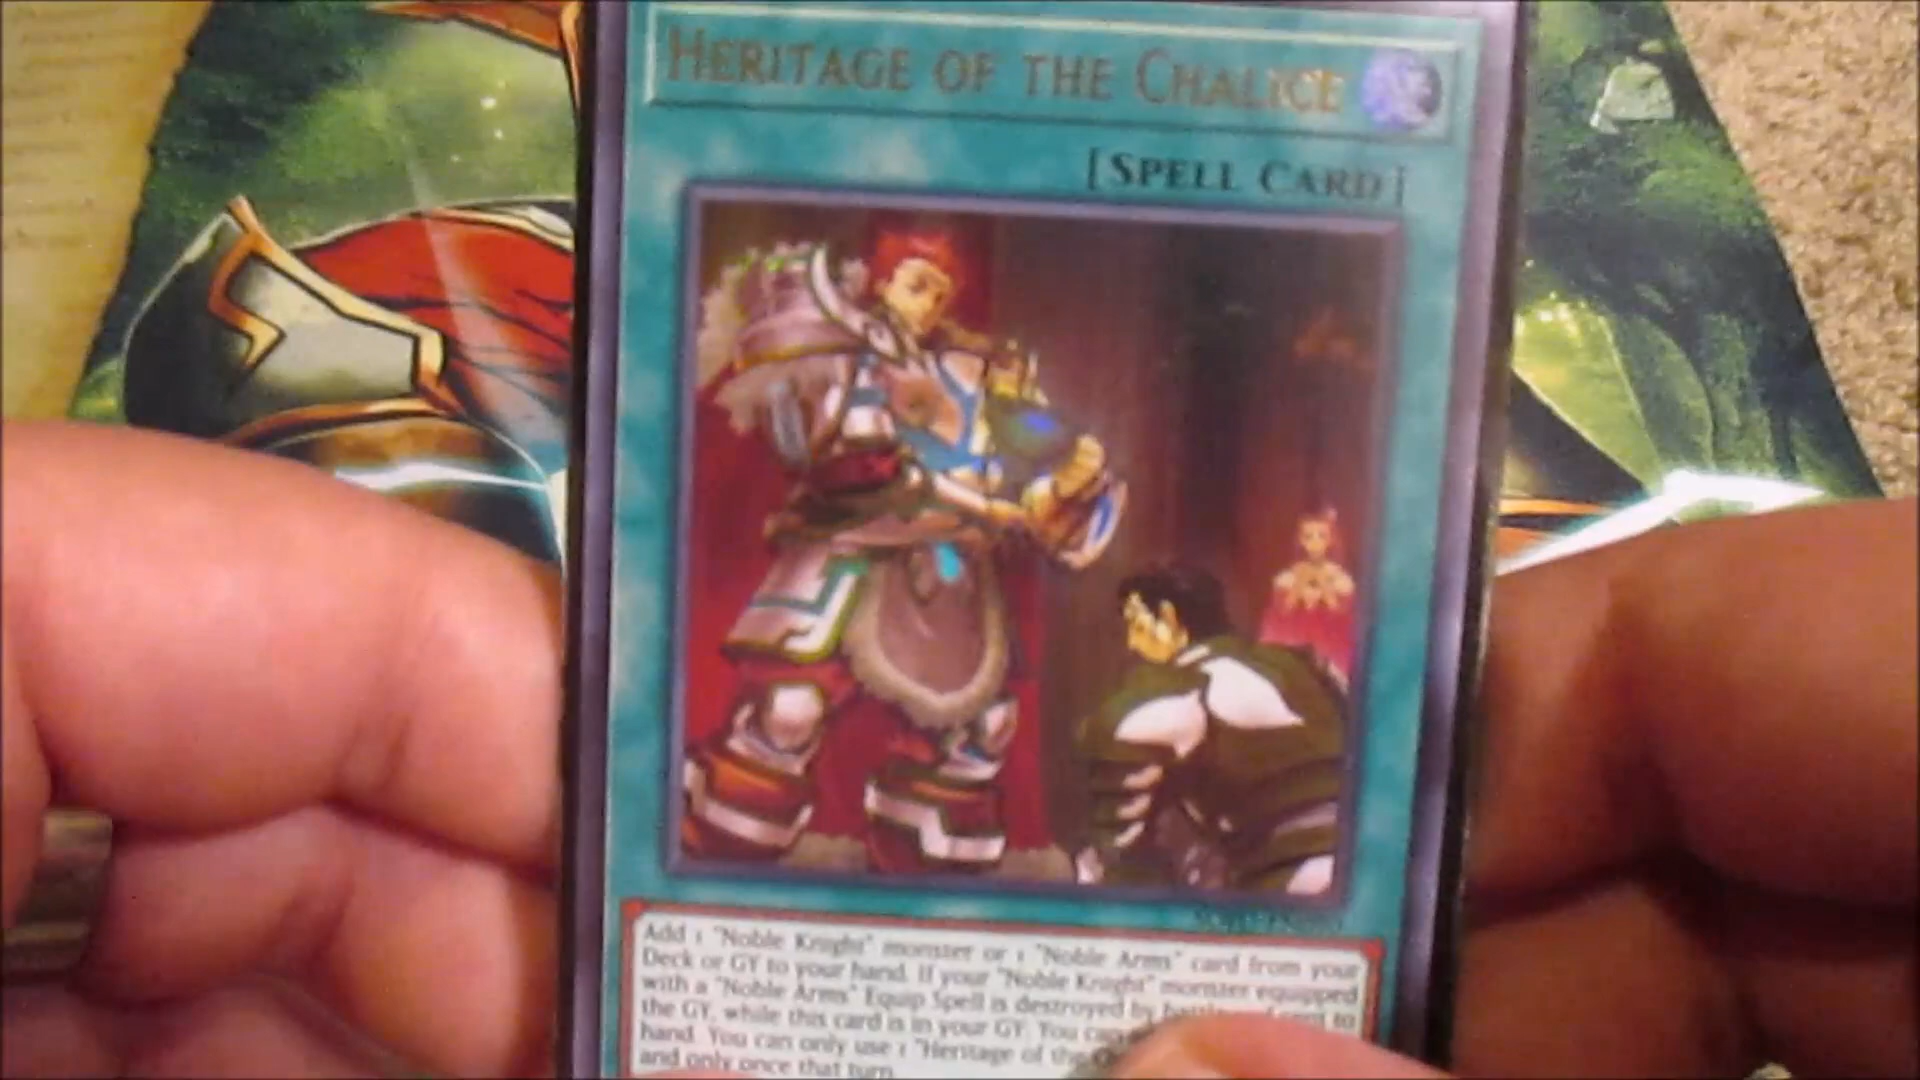 HERITAGE OF THE CHALICE
[SPELL CARD]
Add 1 "Noble Knight" monster or 1 "Noble Arms" card from your
Deck or GY to your hand. If your "Noble Knight" monster equipped
with a "Noble Arms" Equip Spell is destroyed by to
the GY, while this card is in your GY: You can
hand. You can only use 1 "Heritage of the
and only once that turn.